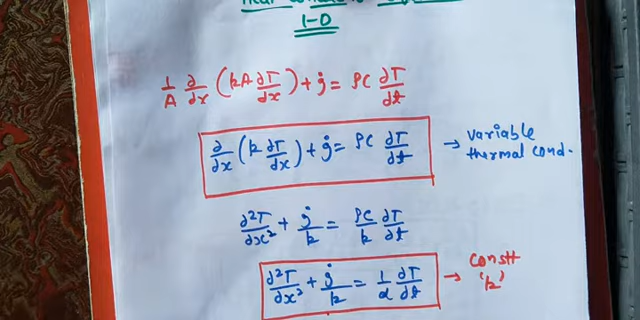 1-D
1/A ∂/∂x (kA ∂T/∂x) + ġ = ρC ∂T/∂t
∂/∂x (k ∂T/∂x) + ġ = ρC ∂T/∂t → variable
thermal cond.
∂²T/∂x² + ġ/k = ρC/k ∂T/∂t
∂²T/∂x² + ġ/k = 1/α ∂T/∂t → constt
'k'